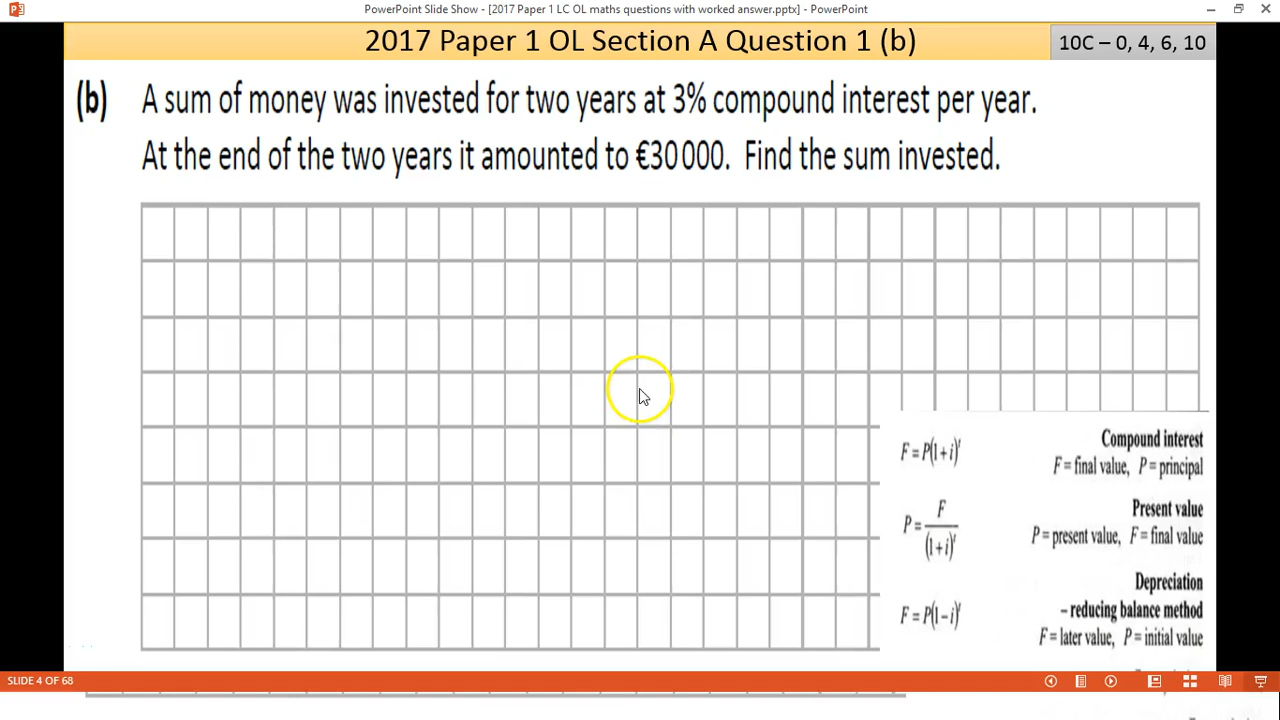 PowerPoint Slide Show - [2017 Paper 1 LC OL maths questions with worked answer.pptx] - PowerPoint
2017 Paper 1 OL Section A Question 1 (b)
10C – 0, 4, 6, 10
(b) A sum of money was invested for two years at 3% compound interest per year.
At the end of the two years it amounted to €30 000. Find the sum invested.
F = P(1 + i)^t
Compound interest
F = final value, P = principal
P = F / (1 + i)^t
Present value
P = present value, F = final value
F = P(1 – i)^t
Depreciation
– reducing balance method
F = later value, P = initial value
SLIDE 4 OF 68